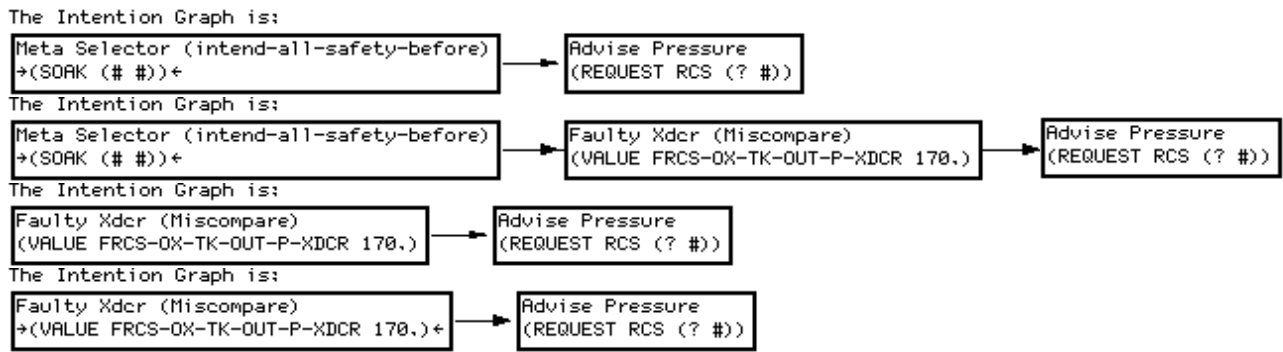 The Intention Graph is:
Meta Selector (intend-all-safety-before)
→(SOAK (# #))←
Advise Pressure
(REQUEST RCS (? #))
The Intention Graph is:
Meta Selector (intend-all-safety-before)
→(SOAK (# #))←
Faulty Xdcr (Miscompare)
(VALUE FRCS-OX-TK-OUT-P-XDCR 170.)
Advise Pressure
(REQUEST RCS (? #))
The Intention Graph is:
Faulty Xdcr (Miscompare)
(VALUE FRCS-OX-TK-OUT-P-XDCR 170.)
Advise Pressure
(REQUEST RCS (? #))
The Intention Graph is:
Faulty Xdcr (Miscompare)
→(VALUE FRCS-OX-TK-OUT-P-XDCR 170.)←
Advise Pressure
(REQUEST RCS (? #))